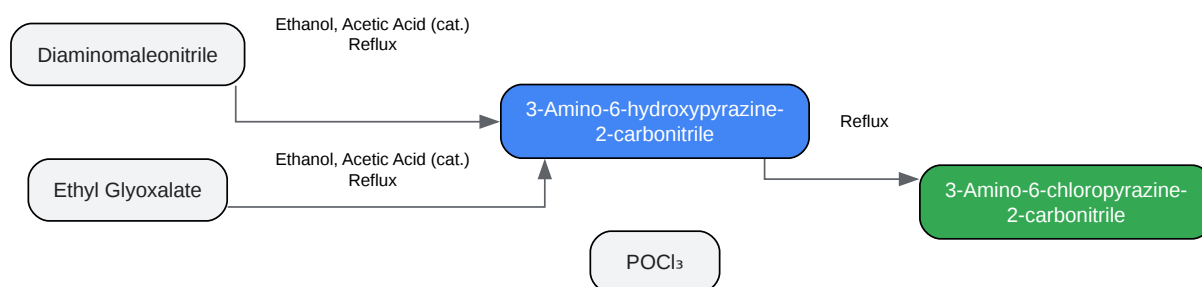 Ethanol, Acetic Acid (cat.)
Reflux
Diaminomaleonitrile
3-Amino-6-hydroxypyrazine-
2-carbonitrile
Reflux
Ethanol, Acetic Acid (cat.)
Reflux
Ethyl Glyoxalate
3-Amino-6-chloropyrazine-
2-carbonitrile
POCl₃